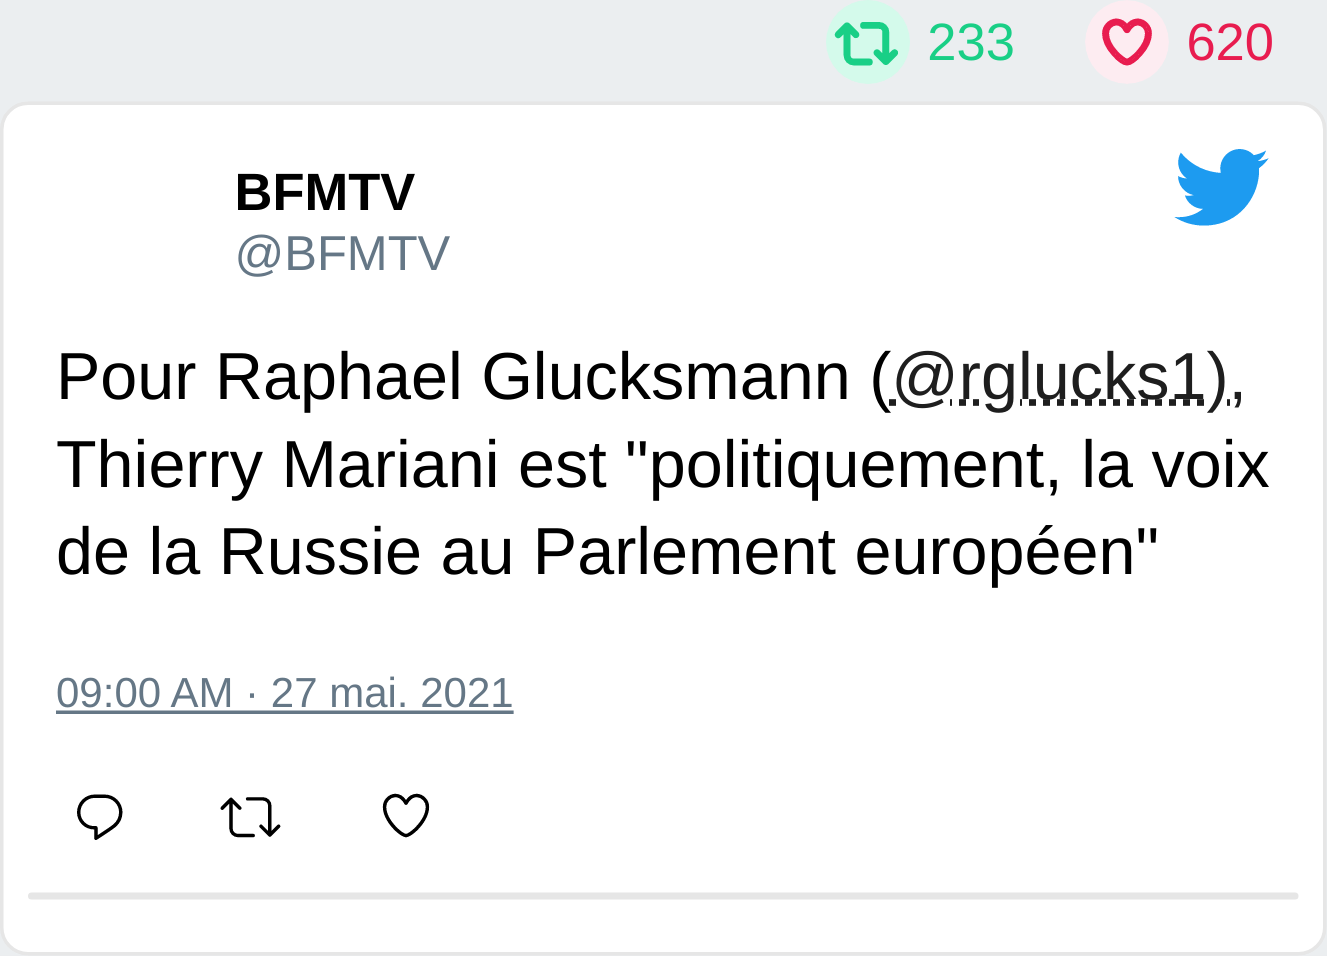 233 620
BFMTV
@BFMTV
Pour Raphael Glucksmann (@rglucks1),
Thierry Mariani est "politiquement, la voix
de la Russie au Parlement européen"
09:00 AM · 27 mai. 2021